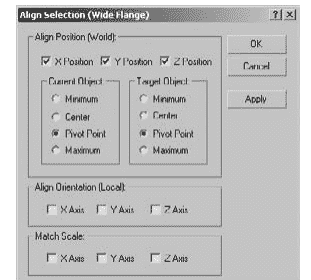 Align Selection (Wide Flange)
Align Position (World):
X Position Y Position Z Position
Current Object: Target Object:
Minimum Minimum
Center Center
Pivot Point Pivot Point
Maximum Maximum
OK
Cancel
Apply
Align Orientation (Local):
X Axis Y Axis Z Axis
Match Scale:
X Axis Y Axis Z Axis